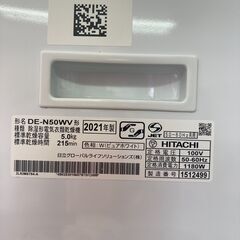 形名 DE-N50WV 形
種類 除湿形電気衣類乾燥機
標準乾燥容量 5.0kg
標準乾燥時間 215min
2021年製
色相：W(ピュアホワイト)
日立グローバルライフソリューションズ(株)
JET
HITACHI
定格電圧 100V
定格周波数 50-60Hz
定格消費電力 1180W
製造番号 1512499